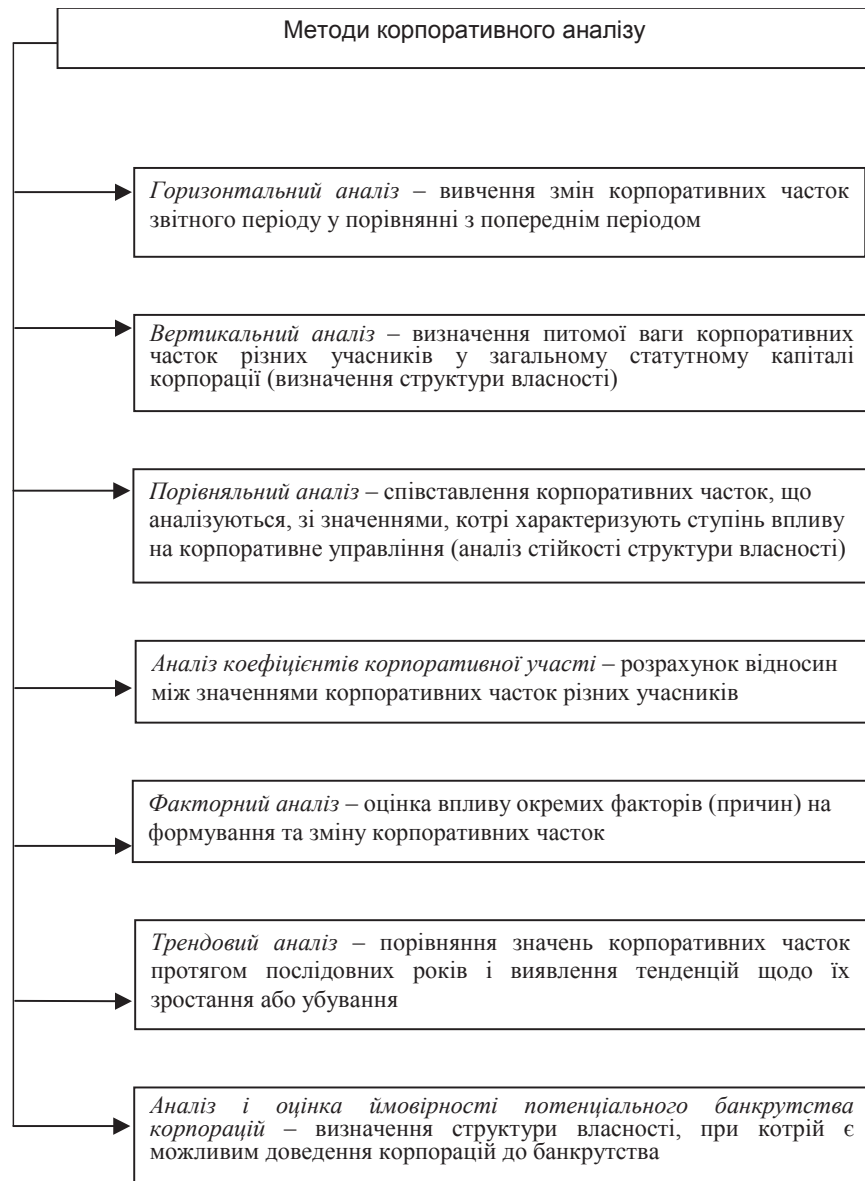 Методи корпоративного аналізу
Горизонтальний аналіз – вивчення змін корпоративних часток
звітного періоду у порівнянні з попереднім періодом
Вертикальний аналіз – визначення питомої ваги корпоративних
часток різних учасників у загальному статутному капіталі
корпорації (визначення структури власності)
Порівняльний аналіз – співставлення корпоративних часток, що
аналізуються, зі значеннями, котрі характеризують ступінь впливу
на корпоративне управління (аналіз стійкості структури власності)
Аналіз коефіцієнтів корпоративної участі – розрахунок відносин
між значеннями корпоративних часток різних учасників
Факторний аналіз – оцінка впливу окремих факторів (причин) на
формування та зміну корпоративних часток
Трендовий аналіз – порівняння значень корпоративних часток
протягом послідовних років і виявлення тенденцій щодо їх
зростання або убування
Аналіз і оцінка ймовірності потенціального банкрутства
корпорацій – визначення структури власності, при котрій є
можливим доведення корпорацій до банкрутства